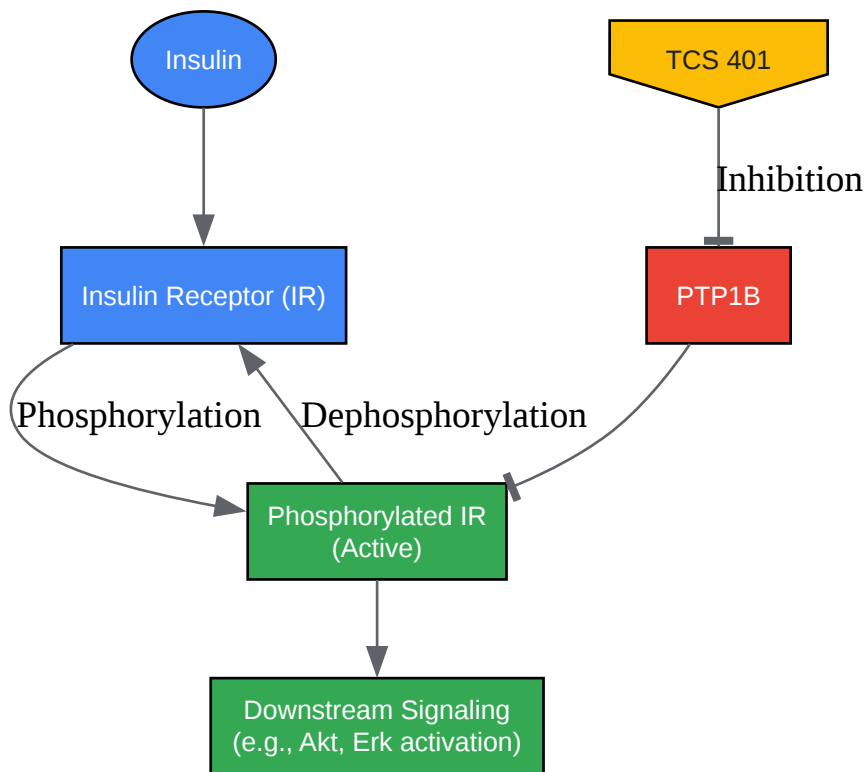 Insulin
TCS 401
Inhibition
Insulin Receptor (IR)
PTP1B
Phosphorylation
Dephosphorylation
Phosphorylated IR
(Active)
Downstream Signaling
(e.g., Akt, Erk activation)